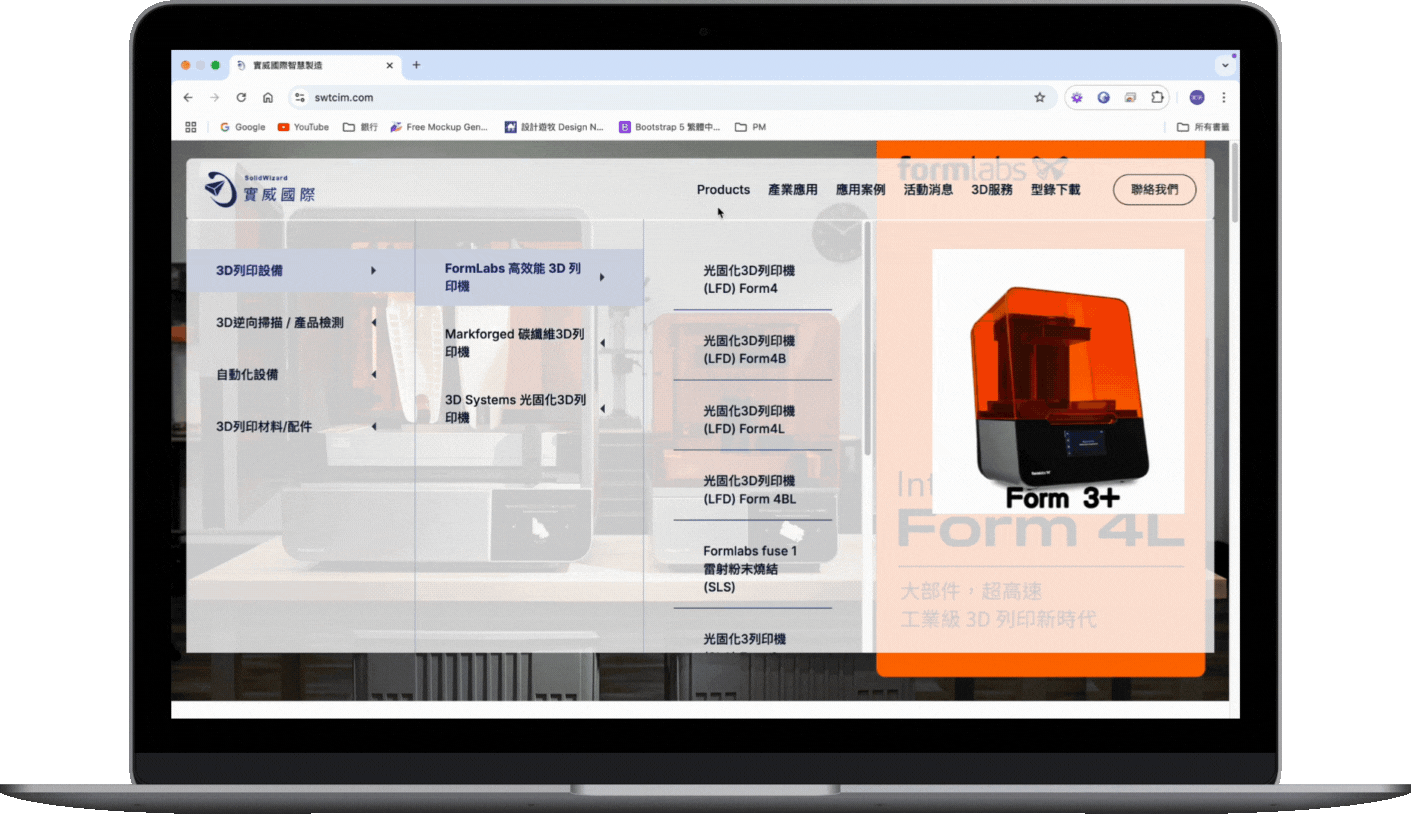 實威國際智慧製造
swtcim.com
Google
YouTube
銀行
Free Mockup Gen...
設計遊牧 Design N...
Bootstrap 5 繁體中...
PM
所有書籤
formlabs
SolidWizard
實威國際
Products
產業應用
應用案例
活動消息
3D服務
型錄下載
聯絡我們
3D列印設備
3D逆向掃描 / 產品檢測
自動化設備
3D列印材料/配件
FormLabs 高效能 3D 列
印機
Markforged 碳纖維3D列
印機
3D Systems 光固化3D列
印機
光固化3D列印機
(LFD) Form4
光固化3D列印機
(LFD) Form4B
光固化3D列印機
(LFD) Form4L
光固化3D列印機
(LFD) Form 4BL
Formlabs fuse 1
雷射粉末燒結
(SLS)
光固化3列印機
Form 3+
Form 4L
大部件，超高速
工業級 3D 列印新時代